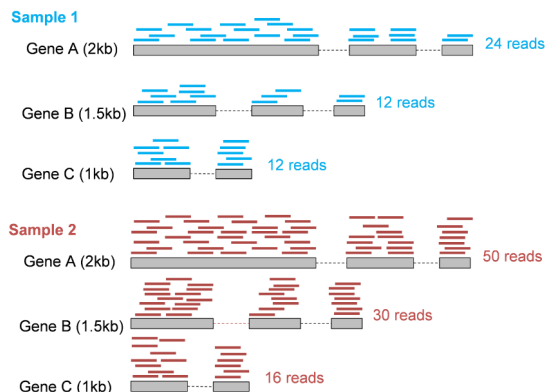 Sample 1
Gene A (2kb)
24 reads
Gene B (1.5kb)
12 reads
Gene C (1kb)
12 reads
Sample 2
Gene A (2kb)
50 reads
Gene B (1.5kb)
30 reads
Gene C (1kb)
16 reads